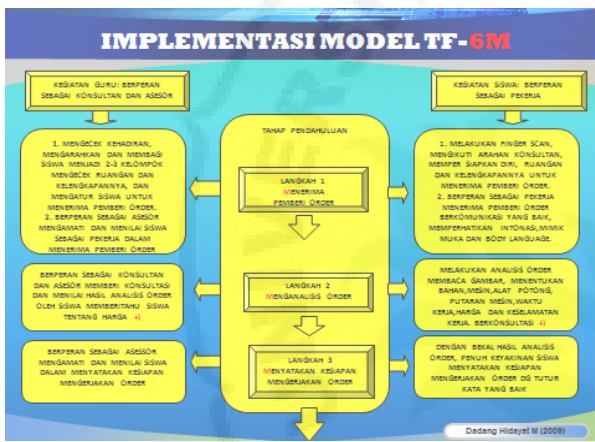 IMPLEMENTASI MODEL TF-6M
KEGIATAN GURU: BERPERAN
SEBAGAI KONSULTAN DAN ASESÓR
KEGIATAN SISWA: BERPERAN
SEBAGAI PEKERJA
TAHAP PENDAHULUAN
1. MENGECEK KEHADIRAN,
MENGARAHKAN DAN MEMBAGI
SISWA MENJADI 2-3 KELOMPOK
MENGECEK RUANGAN DAN
KELENGKAPANNYA, DAN
MENGATUR SISWA UNTUK
MENERIMA PEMBERI ORDER.
2. BERPERAN SEBAGAI ASESÓR
MENGAMATI DAN MENILAI SISWA
SEBAGAI PEKERJA DALAM
MENERIMA PEMBERI ORDER
LANGKAH 1
MENERIMA
PEMBERI ORDER
1. MELAKUKAN FINGER SCAN,
MENGIKUTI ARAHAN KONSULTAN,
MEMPER SIAPKAN DIRI, RUANGAN
DAN KELENGKAPANNYA UNTUK
MENERIMA PEMBERI ORDER.
2. BERPERAN SEBAGAI PEKERJA
MENERIMA PEMBERI ORDER
BERKOMUNIKASI YANG BAIK,
MEMPERHATIKAN INTONASI,MIMIK
MUKA DAN BODY LANGUAGE.
BERPERAN SEBAGAI KONSULTAN
DAN ASESOR MEMBERI KONSULTASI
DAN MENILAI HASIL ANALISIS ORDER
OLEH SISWA MEMBERITAHU SISWA
TENTANG HARGA
LANGKAH 2
MENGANALISIS ORDER
MELAKUKAN ANALISIS ORDER
MEMBACA GAMBAR, MENENTUKAN
BAHAN,MESIN,ALAT POTONG,
PUTARAN MESIN,WAKTU
KERJA,HARGA DAN KESELAMATAN
KERJA. BERKONSULTASI
BERPERAN SEBAGAI ASESSOR
MENGAMATI DAN MENILAI SISWA
DALAM MENYATAKAN KESIAPAN
MENGERJAKAN ORDER
LANGKAH 3
MENYATAKAN KESIAPAN
MENGERJAKAN ORDER
DENGAN BEKAL HASIL ANALISIS
ORDER, PENUH KEYAKINAN SISWA
MENYATAKAN KESIAPAN
MENGERJAKAN ORDER DG TUTUR
KATA YANG BAIK
Dadang Hidayat M (2009)